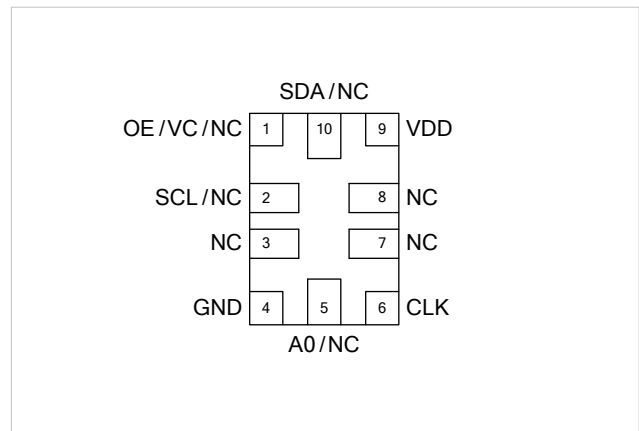 SDA/NC
OE/VC/NC 1 10 9 VDD
SCL/NC 2 8 NC
NC 3 7 NC
GND 4 5 6 CLK
A0/NC